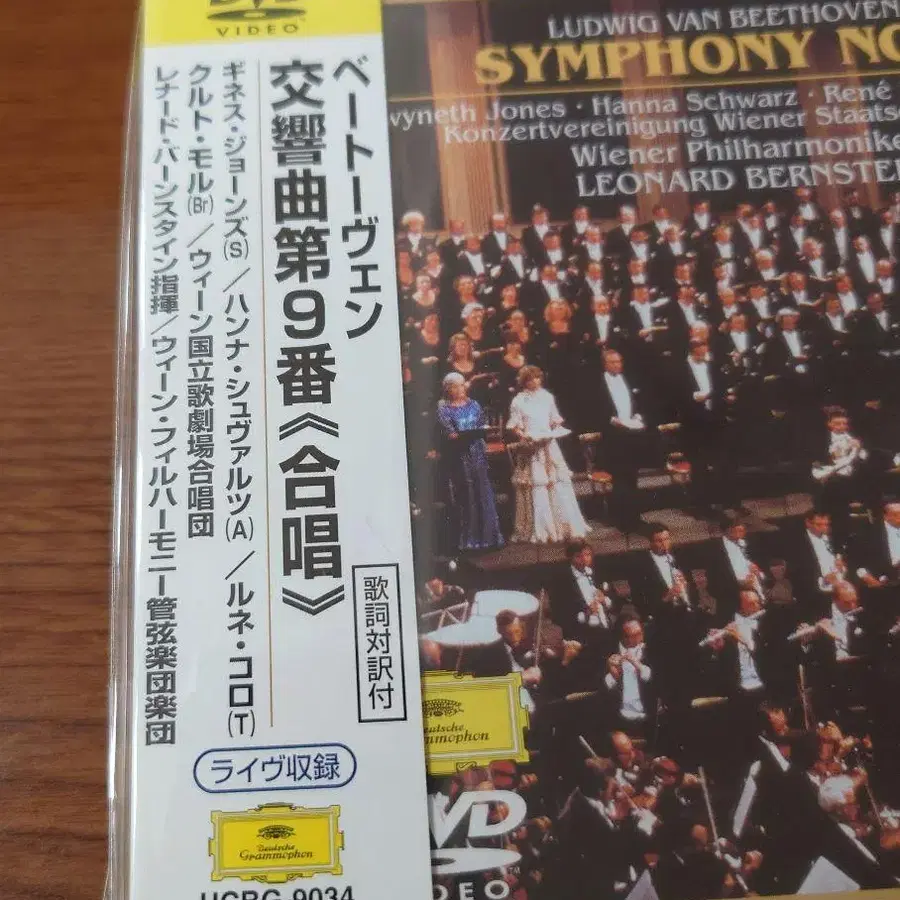 VIDEO
ベートーヴェン
交響曲第9番《合唱》
ギネス・ジョーンズ(S)／ハンナ・シュヴァルツ(A)／ルネ・コロ(T)
クルト・モル(Br)／ウィーン国立歌劇場合唱団
レナード・バーンスタイン指揮／ウィーン・フィルハーモニー管弦楽団楽団
歌詞対訳付
ライヴ収録
Deutsche
Grammophon
UCBG-9034
LUDWIG VAN BEETHOVEN
SYMPHONY NO
wyneth Jones · Hanna Schwarz · René
Konzertvereinigung Wiener Staatso
Wiener Philharmonike
LEONARD BERNSTE
Deutsche
Grammophon
DVD
VIDEO